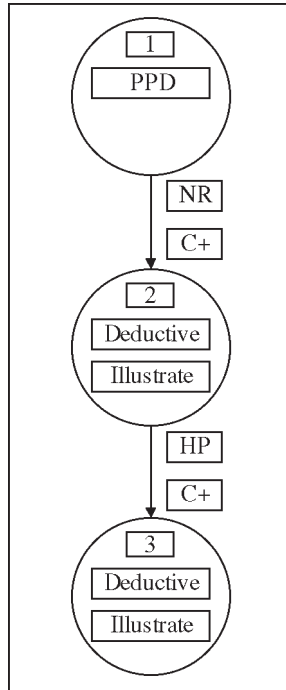 1
PPD
NR
C+
2
Deductive
Illustrate
HP
C+
3
Deductive
Illustrate